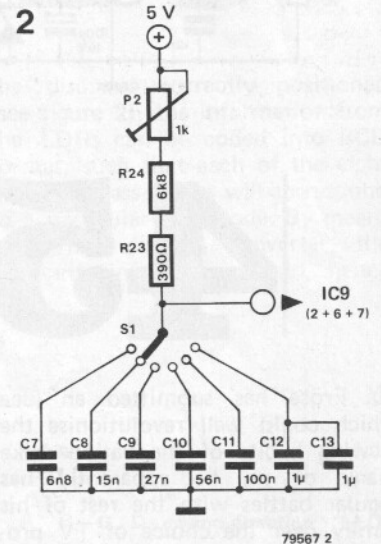 2
5 V
+
P2
1k
R24
6k8
R23
390Ω
IC9
(2 + 6 + 7)
S1
C7 C8 C9 C10 C11 C12 C13
6n8 15n 27n 56n 100n 1µ 1µ
79567 2